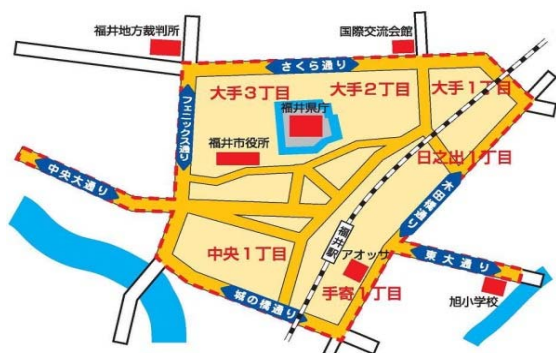 福井地方裁判所
国際交流会館
さくら通り
大手3丁目
大手2丁目
大手1丁目
福井県庁
フェニックス通り
福井市役所
日之出1丁目
中央大通り
木田橋通り
福井駅
中央1丁目
アオッサ
東大通り
手寄1丁目
旭小学校
城の橋通り